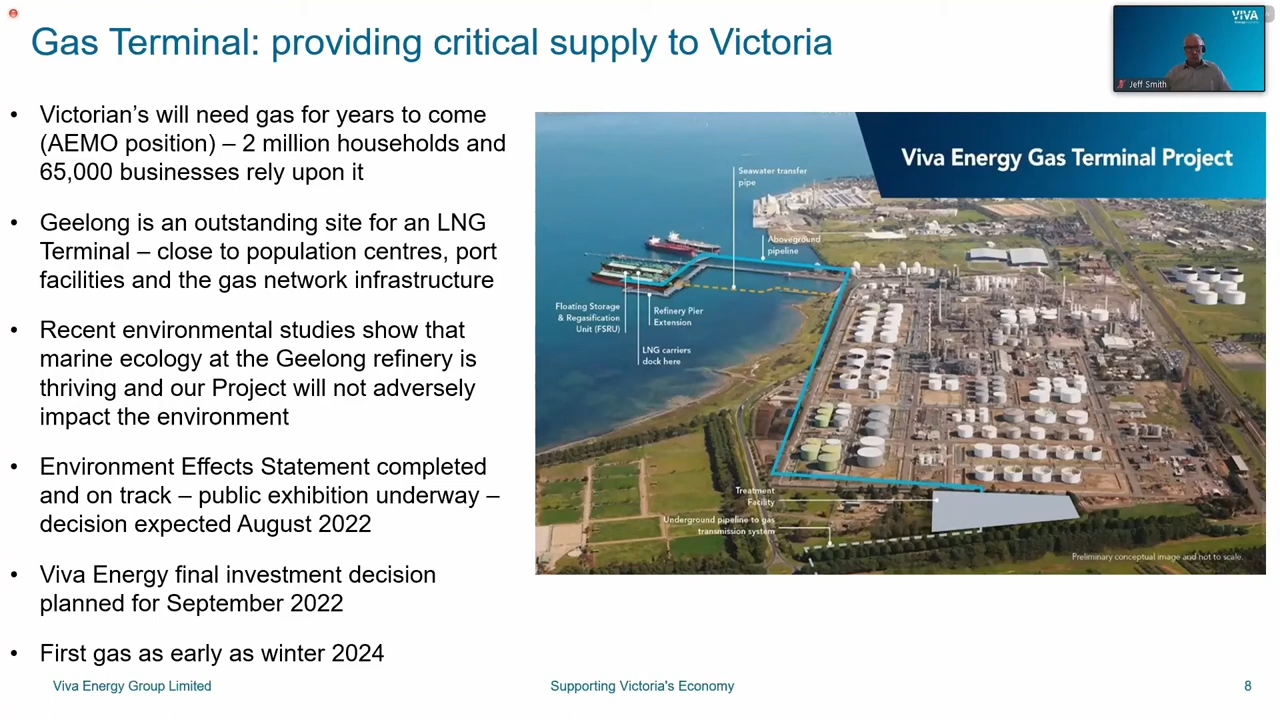 Gas Terminal: providing critical supply to Victoria
VIVA
Energy
Jeff Smith
• Victorian's will need gas for years to come
(AEMO position) – 2 million households and
65,000 businesses rely upon it
• Geelong is an outstanding site for an LNG
Terminal – close to population centres, port
facilities and the gas network infrastructure
• Recent environmental studies show that
marine ecology at the Geelong refinery is
thriving and our Project will not adversely
impact the environment
• Environment Effects Statement completed
and on track – public exhibition underway –
decision expected August 2022
• Viva Energy final investment decision
planned for September 2022
• First gas as early as winter 2024
Viva Energy Gas Terminal Project
Seawater transfer
pipe
Aboveground
pipeline
Floating Storage
& Regasification
Unit (FSRU)
Refinery Pier
Extension
LNG carriers
dock here
Treatment
Facility
Underground pipeline to gas
transmission system
Preliminary conceptual image and not to scale.
Viva Energy Group Limited
Supporting Victoria's Economy
8